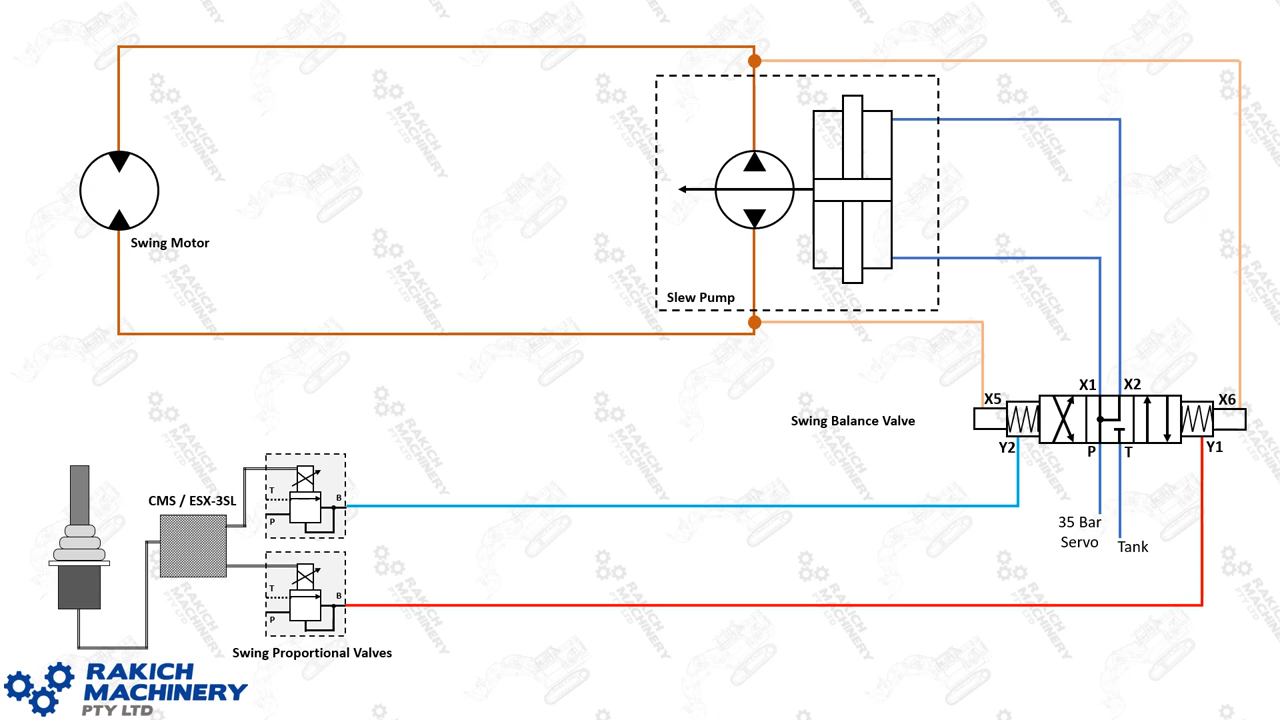 Swing Motor
Slew Pump
X1
X2
X5
X6
Swing Balance Valve
Y2
P
T
Y1
35 Bar
Servo
Tank
CMS / ESX-3SL
T
B
P
T
B
P
Swing Proportional Valves
RAKICH
MACHINERY
PTY LTD